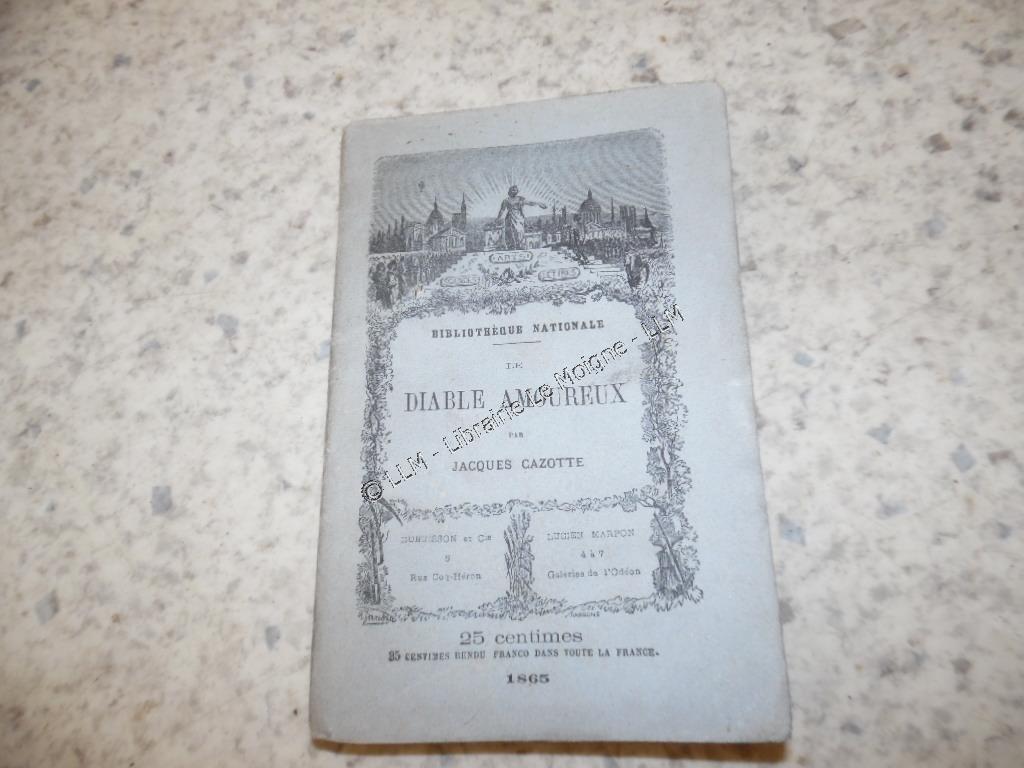 ARTS
LETTRES
BIBLIOTHÈQUE NATIONALE
LE
DIABLE AMOUREUX
PAR
JACQUES CAZOTTE
DUBUISSON et Cie
5
Rue Coq-Héron
LUCIEN MARPON
4 à 7
Galeries de l'Odéon
25 centimes
35 CENTIMES RENDU FRANCO DANS TOUTE LA FRANCE.
1865
© LLM - Librairie Le Moigne - LLM